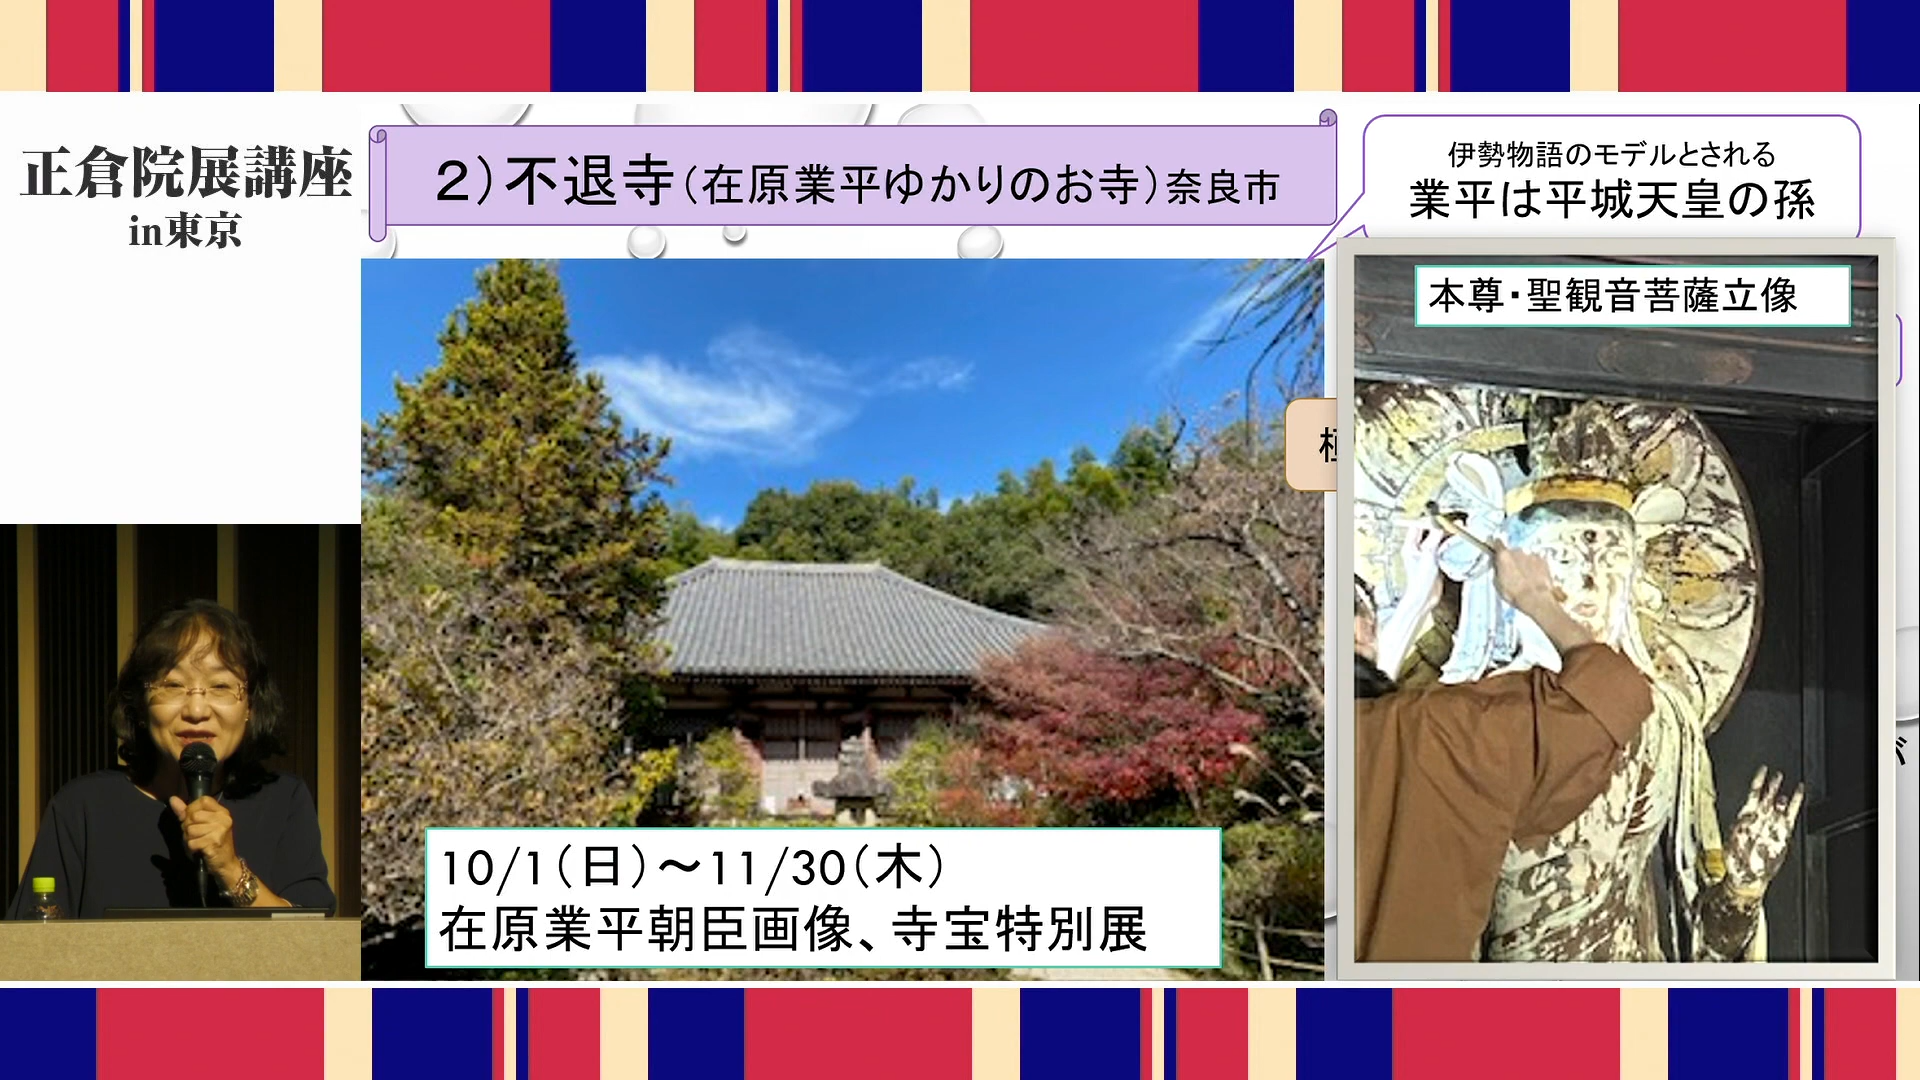 正倉院展講座
in東京
2）不退寺（在原業平ゆかりのお寺）奈良市
伊勢物語のモデルとされる
業平は平城天皇の孫
本尊・聖観音菩薩立像
10/1（日）〜11/30（木）
在原業平朝臣画像、寺宝特別展
が